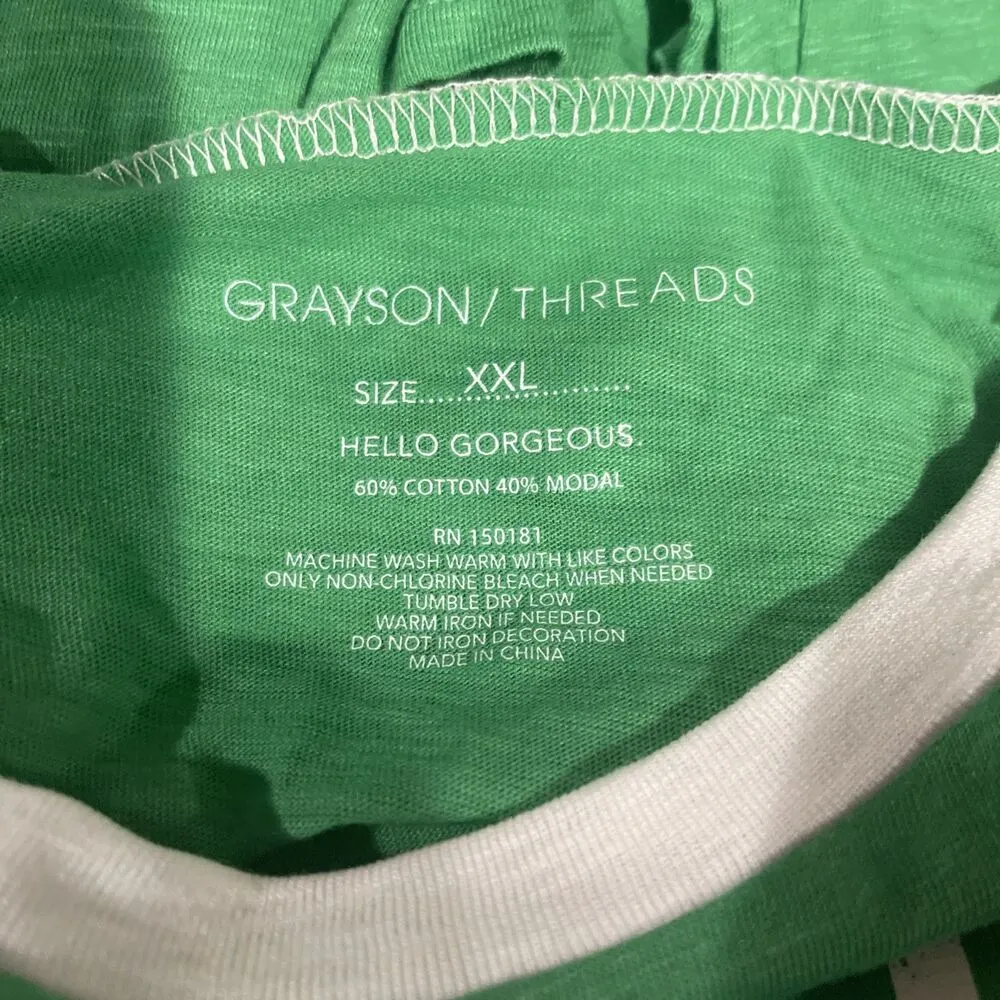 GRAYSON/THREADS
SIZE.....XXL..........
HELLO GORGEOUS.
60% COTTON 40% MODAL
RN 150181
MACHINE WASH WARM WITH LIKE COLORS
ONLY NON-CHLORINE BLEACH WHEN NEEDED
TUMBLE DRY LOW
WARM IRON IF NEEDED
DO NOT IRON DECORATION
MADE IN CHINA